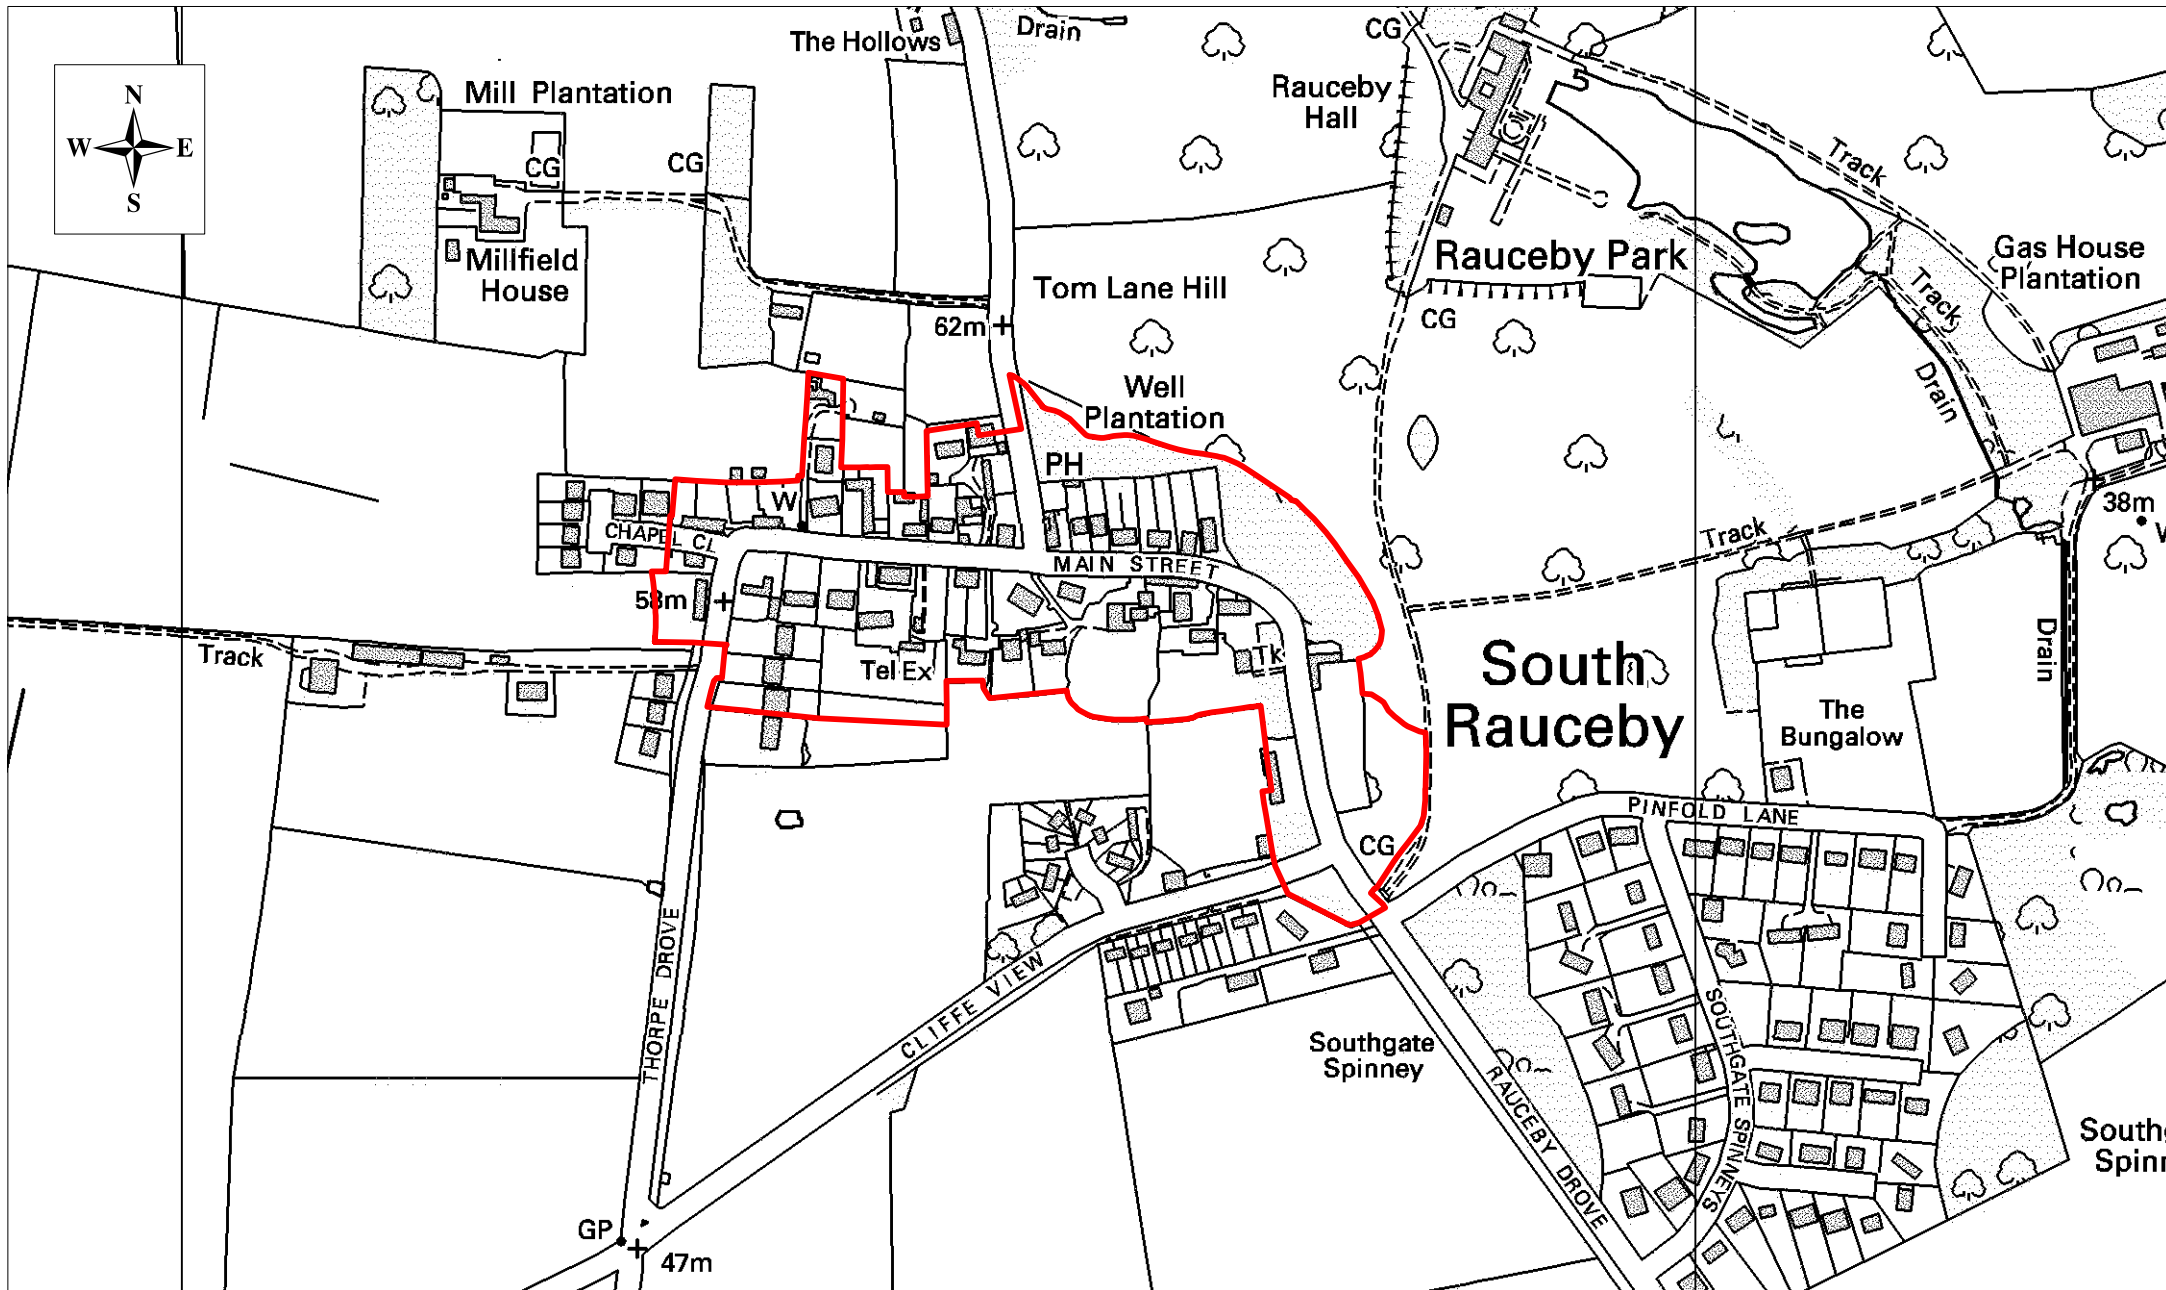 N
W E
S
The Hollows
Drain
CG
Mill Plantation
CG
CG
Rauceby
Hall
Track
Millfield
House
Rauceby Park
Gas House
Plantation
Tom Lane Hill
62m
CG
Track
Drain
Well
Plantation
PH
W
38m
CHAPEL CL
MAIN STREET
Track
58m
Track
Tel Ex
Tk
South
Rauceby
Drain
The
Bungalow
PINFOLD LANE
CG
THORPE DROVE
CLIFFE VIEW
Southgate
Spinney
RAUCEBY DROVE
SOUTHGATE SPINNEYS
GP
47m